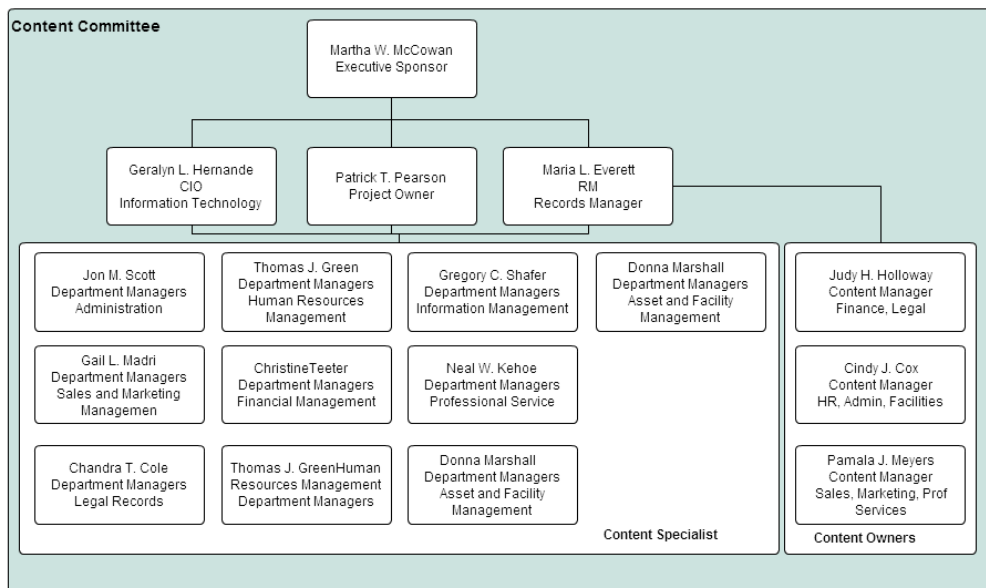 Content Committee
Martha W. McCowan
Executive Sponsor
Geralyn L. Hernande
CIO
Information Technology
Patrick T. Pearson
Project Owner
Maria L. Everett
RM
Records Manager
Jon M. Scott
Department Managers
Administration
Thomas J. Green
Department Managers
Human Resources
Management
Gregory C. Shafer
Department Managers
Information Management
Donna Marshall
Department Managers
Asset and Facility
Management
Gail L. Madri
Department Managers
Sales and Marketing
Managemen
ChristineTeeter
Department Managers
Financial Management
Neal W. Kehoe
Department Managers
Professional Service
Chandra T. Cole
Department Managers
Legal Records
Thomas J. GreenHuman
Resources Management
Department Managers
Donna Marshall
Department Managers
Asset and Facility
Management
Content Specialist
Judy H. Holloway
Content Manager
Finance, Legal
Cindy J. Cox
Content Manager
HR, Admin, Facilities
Pamala J. Meyers
Content Manager
Sales, Marketing, Prof
Services
Content Owners